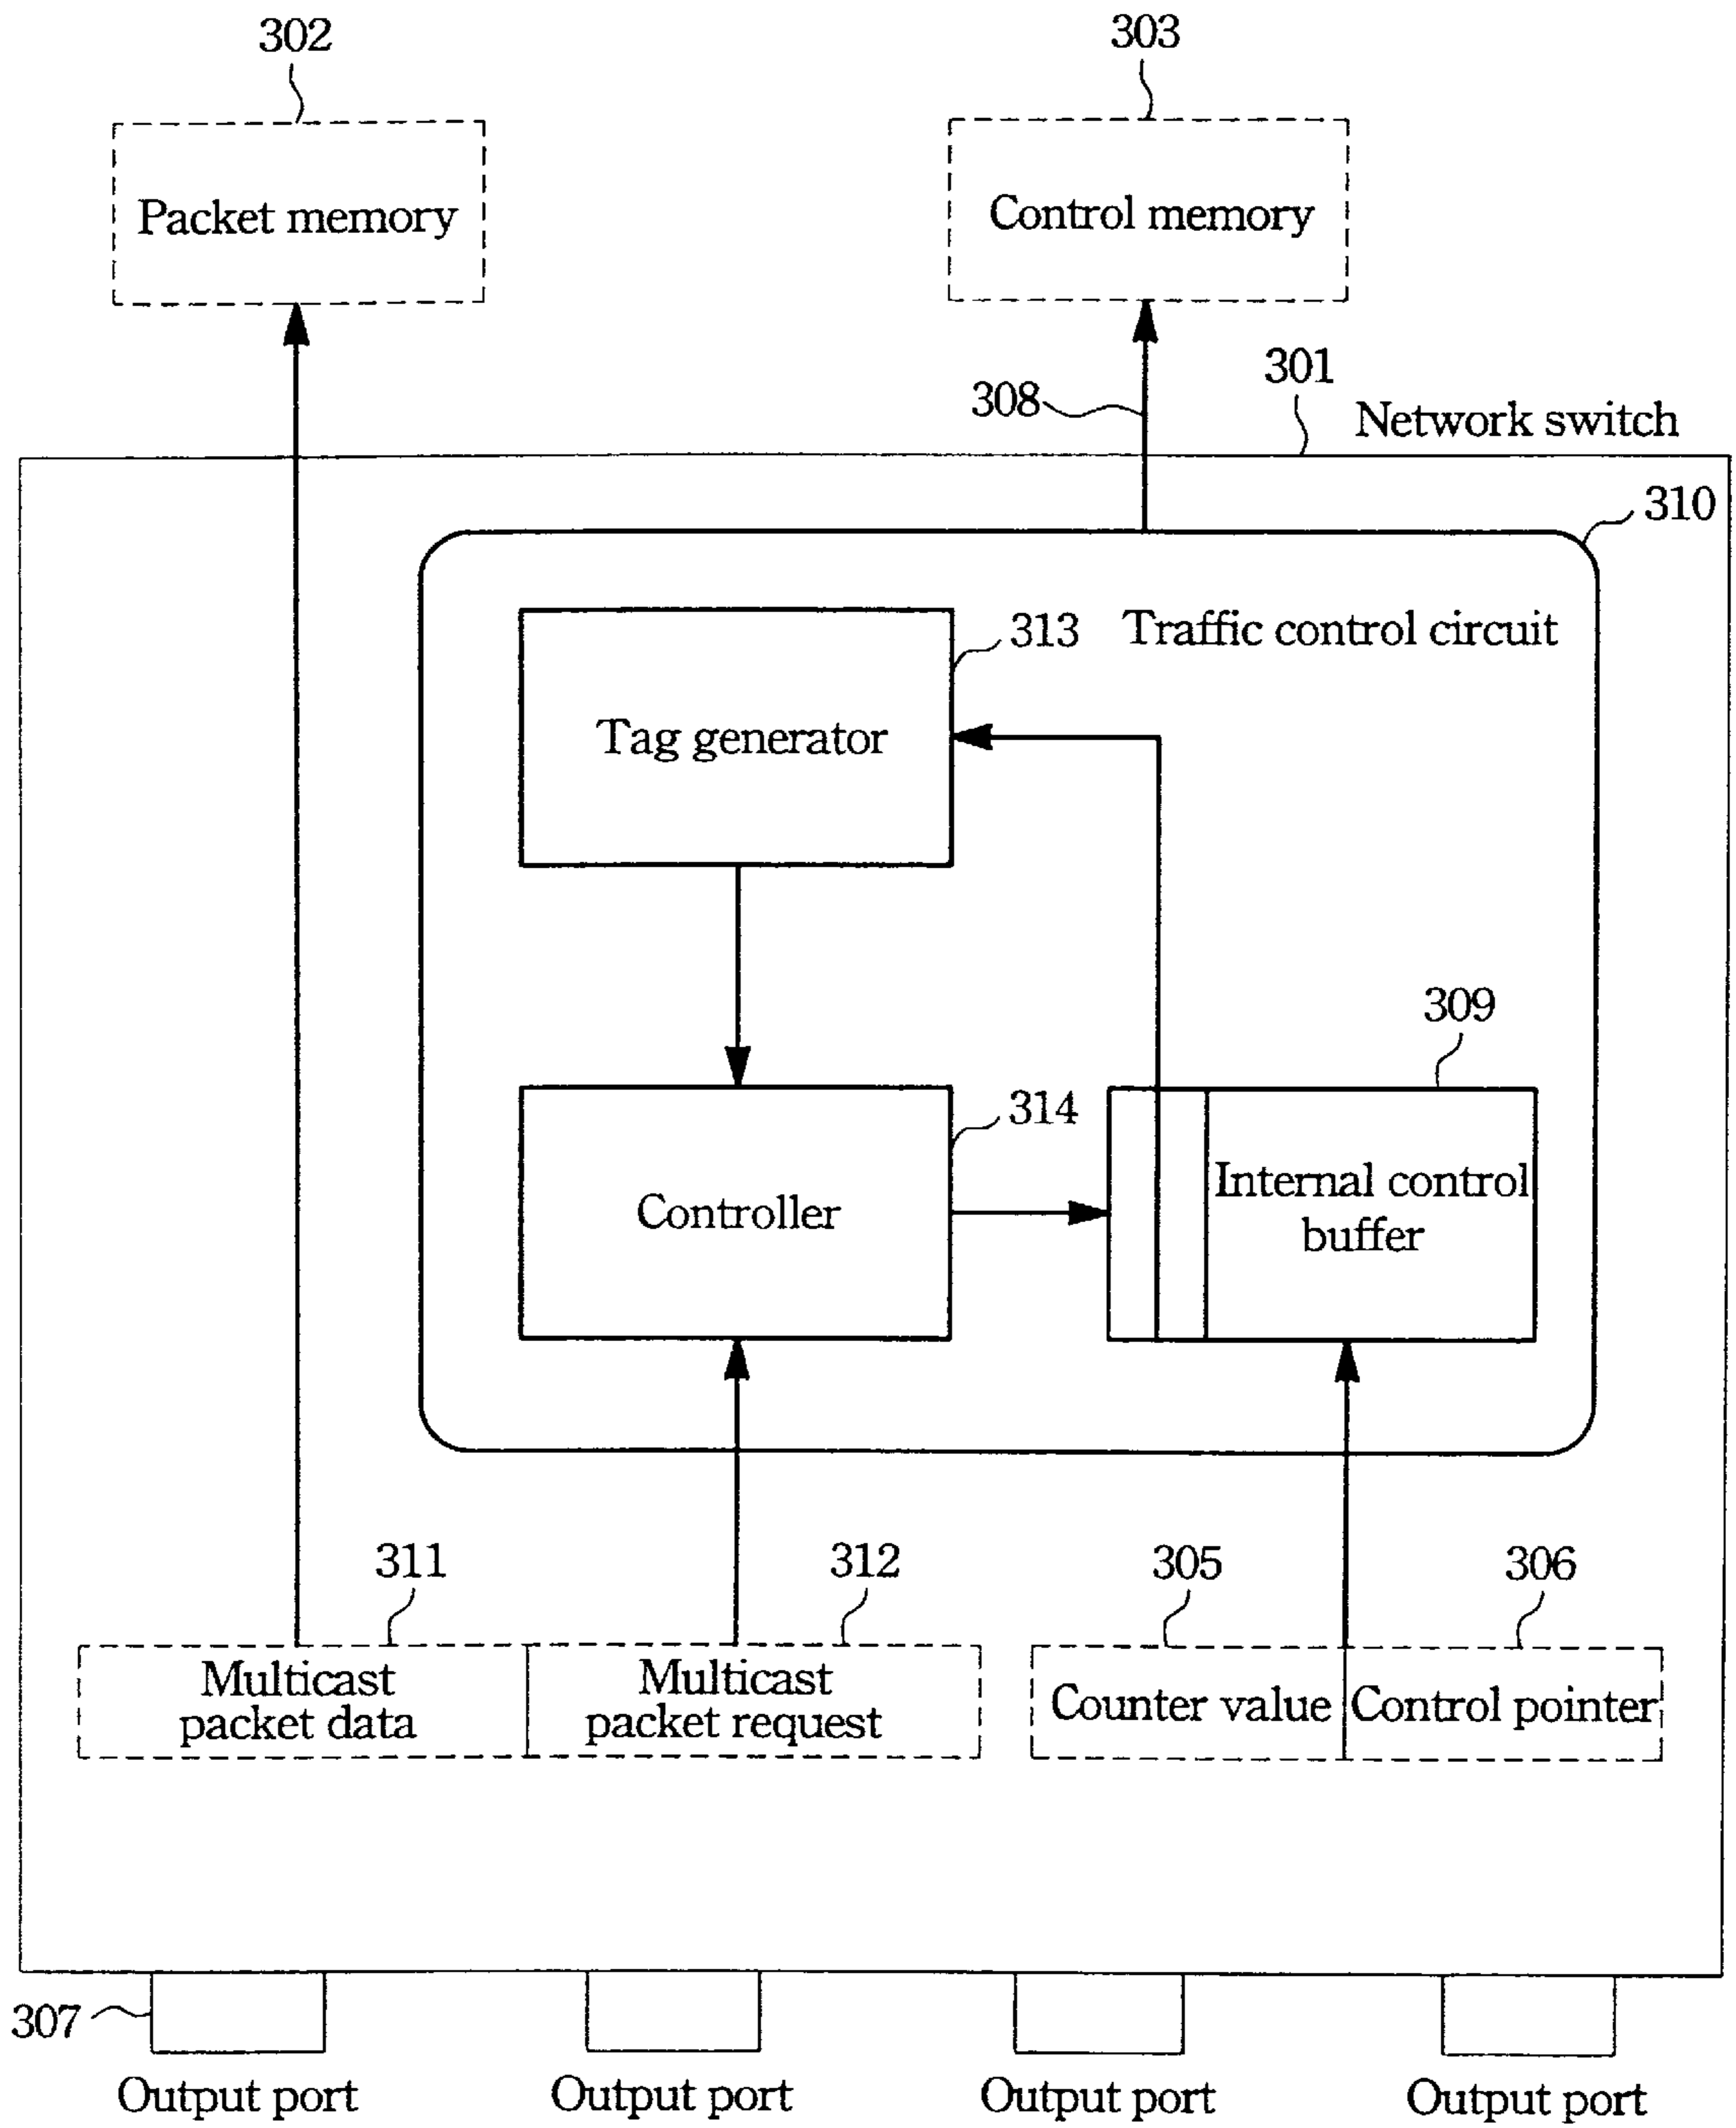 302
303
Packet memory
Control memory
301
308
Network switch
310
313
Traffic control circuit
Tag generator
309
314
Internal control
buffer
Controller
311
312
305
306
Multicast
packet data
Multicast
packet request
Counter value
Control pointer
307
Output port
Output port
Output port
Output port